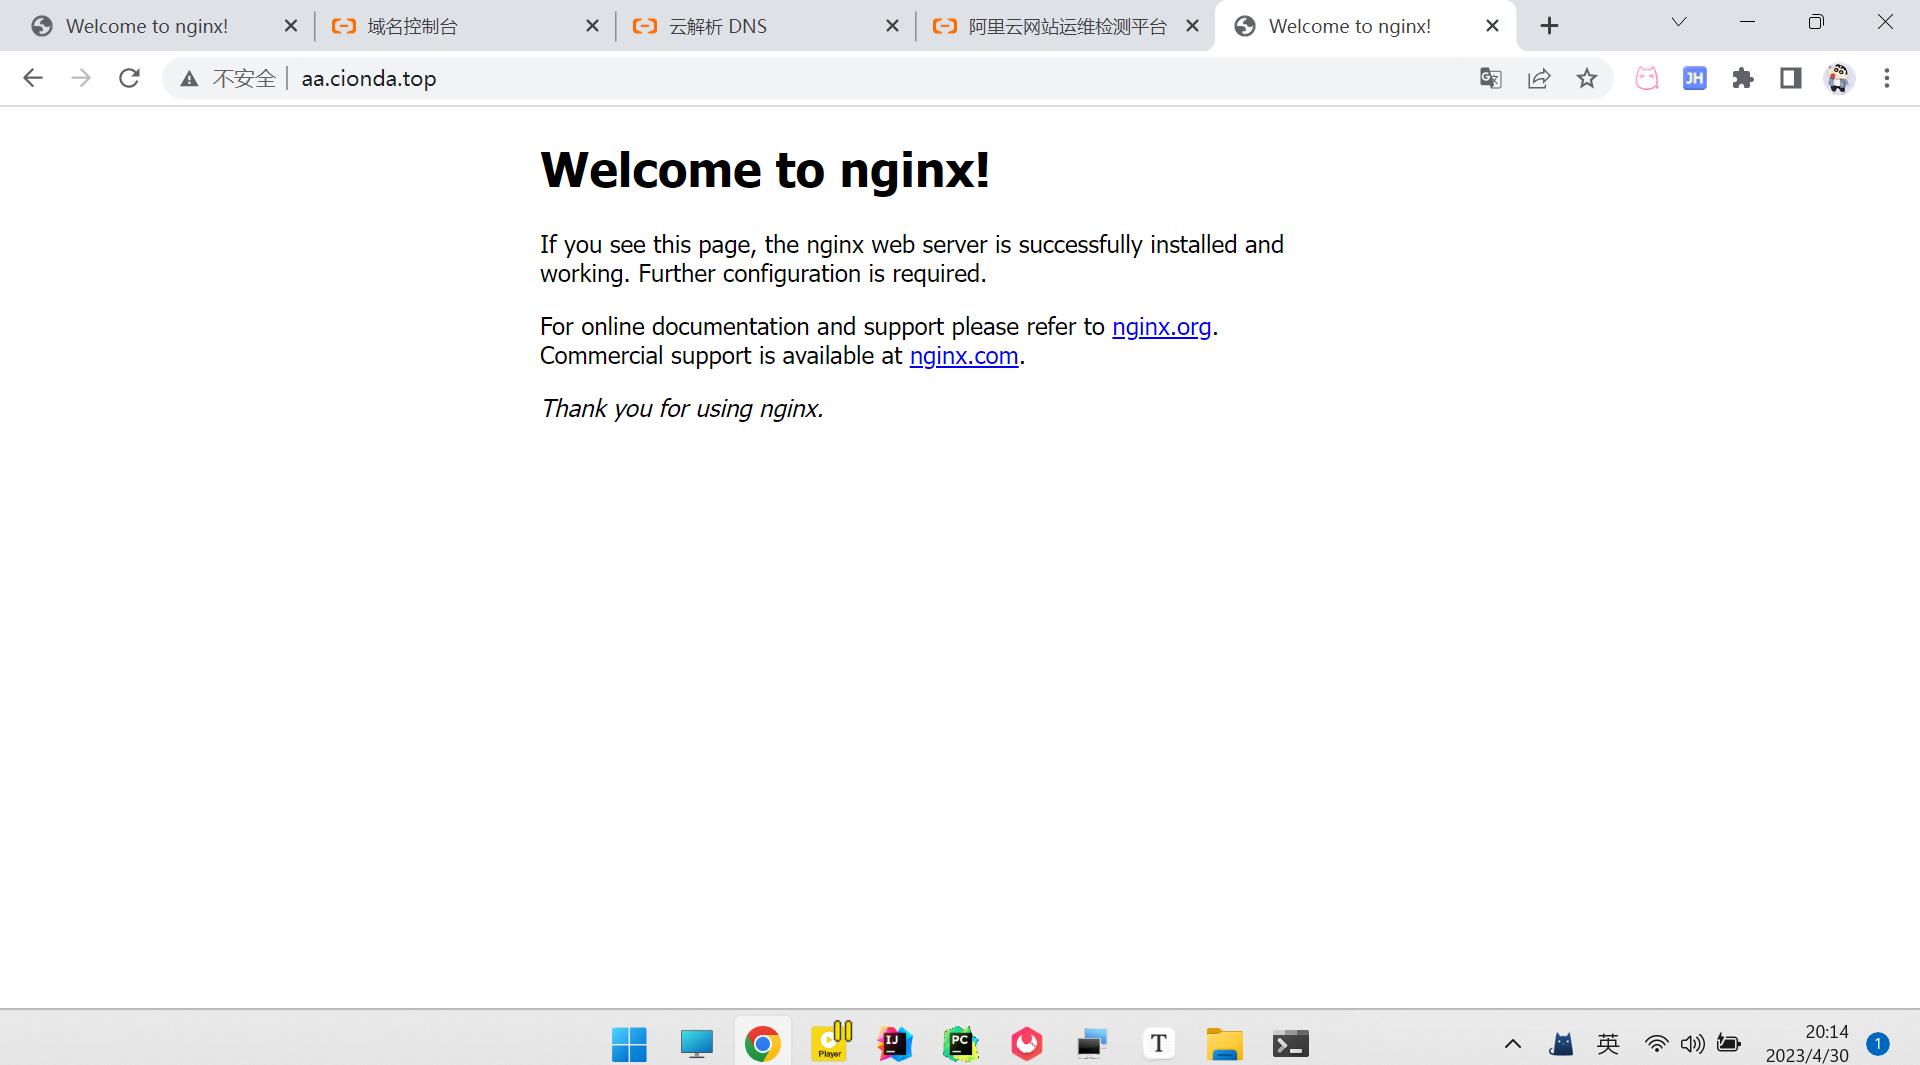 Welcome to nginx!
域名控制台
云解析 DNS
阿里云网站运维检测平台
Welcome to nginx!
不安全
aa.cionda.top
JH
Welcome to nginx!
If you see this page, the nginx web server is successfully installed and
working. Further configuration is required.
For online documentation and support please refer to nginx.org.
Commercial support is available at nginx.com.
Thank you for using nginx.
Player
IJ
PC
T
英
20:14
2023/4/30
1